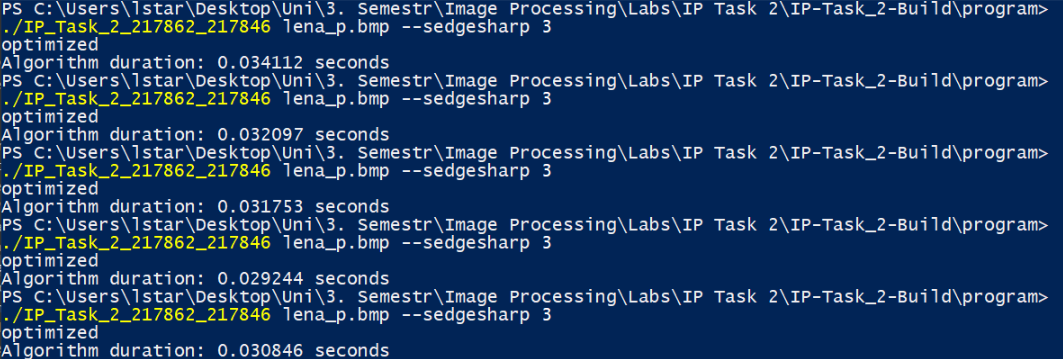 PS C:\Users\lstar\Desktop\Uni\3. Semestr\Image Processing\Labs\IP Task 2\IP-Task_2-Build\program>
./IP_Task_2_217862_217846 lena_p.bmp --sedgesharp 3
optimized
Algorithm duration: 0.034112 seconds
PS C:\Users\lstar\Desktop\Uni\3. Semestr\Image Processing\Labs\IP Task 2\IP-Task_2-Build\program>
./IP_Task_2_217862_217846 lena_p.bmp --sedgesharp 3
optimized
Algorithm duration: 0.032097 seconds
PS C:\Users\lstar\Desktop\Uni\3. Semestr\Image Processing\Labs\IP Task 2\IP-Task_2-Build\program>
./IP_Task_2_217862_217846 lena_p.bmp --sedgesharp 3
optimized
Algorithm duration: 0.031753 seconds
PS C:\Users\lstar\Desktop\Uni\3. Semestr\Image Processing\Labs\IP Task 2\IP-Task_2-Build\program>
./IP_Task_2_217862_217846 lena_p.bmp --sedgesharp 3
optimized
Algorithm duration: 0.029244 seconds
PS C:\Users\lstar\Desktop\Uni\3. Semestr\Image Processing\Labs\IP Task 2\IP-Task_2-Build\program>
./IP_Task_2_217862_217846 lena_p.bmp --sedgesharp 3
optimized
Algorithm duration: 0.030846 seconds